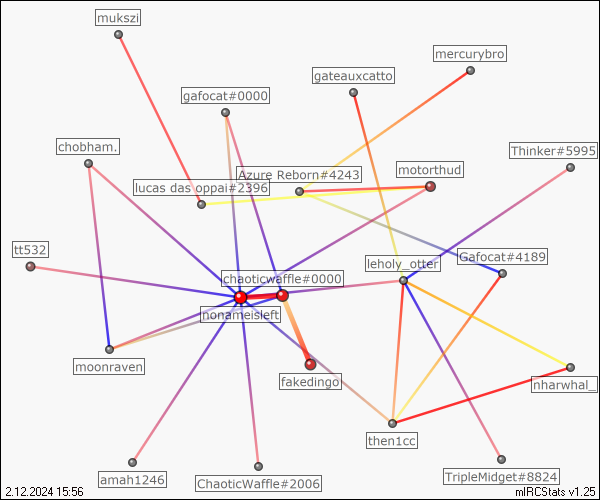 mukszi
mercurybro
gateauxcatto
gafocat#0000
chobham.
Thinker#5995
Azure Reborn#4243
motorthud
lucas das oppai#2396
tt532
chaoticwaffle#0000
leholy_otter
Gafocat#4189
nonameisleft
moonraven
fakedingo
nharwhal_
then1cc
amah1246
ChaoticWaffle#2006
TripleMidget#8824
2.12.2024 15:56
mIRCStats v1.25